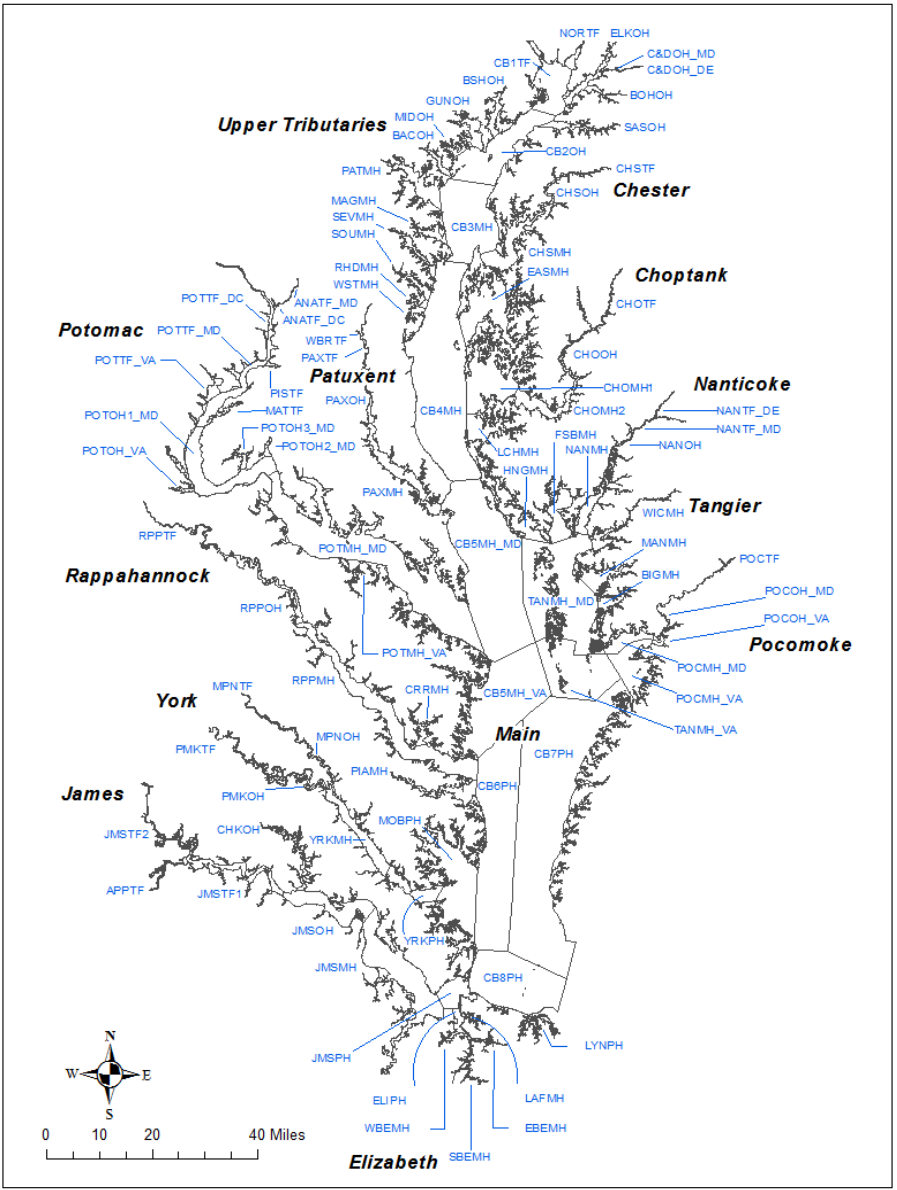 NORTF ELKOH
C&DOH_MD
CB1TF
C&DOH_DE
BSHOH
BOHOH
GUNOH
MIDOH
Upper Tributaries
SASOH
BACOH
CB2OH
PATMH
CHSTF
CHSOH
Chester
MAGMH
SEVMH
CB3MH
SOUMH
CHSMH
RHDMH
EASMH
WSTMH
Choptank
POTTF_DC
ANATF_MD
CHOTF
ANATF_DC
Potomac
POTTF_MD
WBRTF
PAXTF
CHOOH
POTTF_VA
Patuxent
PISTF
CHOMH1
Nanticoke
PAXOH
MATTF
CB4MH
CHOMH2
NANTF_DE
POTOH1_MD
POTOH3_MD
NANTF_MD
FSBMH
POTOH2_MD
LCHMH
NANMH
NANOH
POTOH_VA
HNGMH
PAXMH
Tangier
WICMH
RPPTF
CB5MH_MD
MANMH
POTMH_MD
POCTF
Rappahannock
BIGMH
POCOH_MD
TANMH_MD
RPPOH
POCOH_VA
Pocomoke
POTMH_VA
POCMH_MD
RPPMH
MPNTF
CRRMH
CB5MH_VA
POCMH_VA
York
TANMH_VA
Main
PMKTF
MPNOH
CB7PH
PIAMH
CB6PH
James
PMKOH
MOBPH
JMSTF2
CHKOH
YRKMH
APPTF
JMSTF1
JMSOH
YRKPH
JMSMH
CB8PH
N
LYNPH
JMSPH
W E
S
ELIPH
LAFMH
WBEMH
EBEMH
0 10 20 40 Miles
SBEMH
Elizabeth